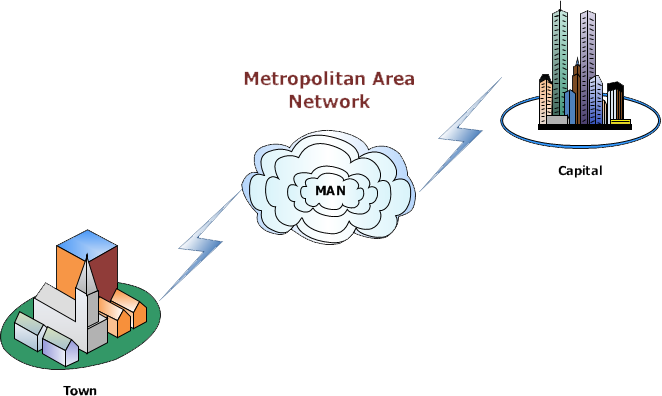 Metropolitan Area
Network
MAN
Capital
Town